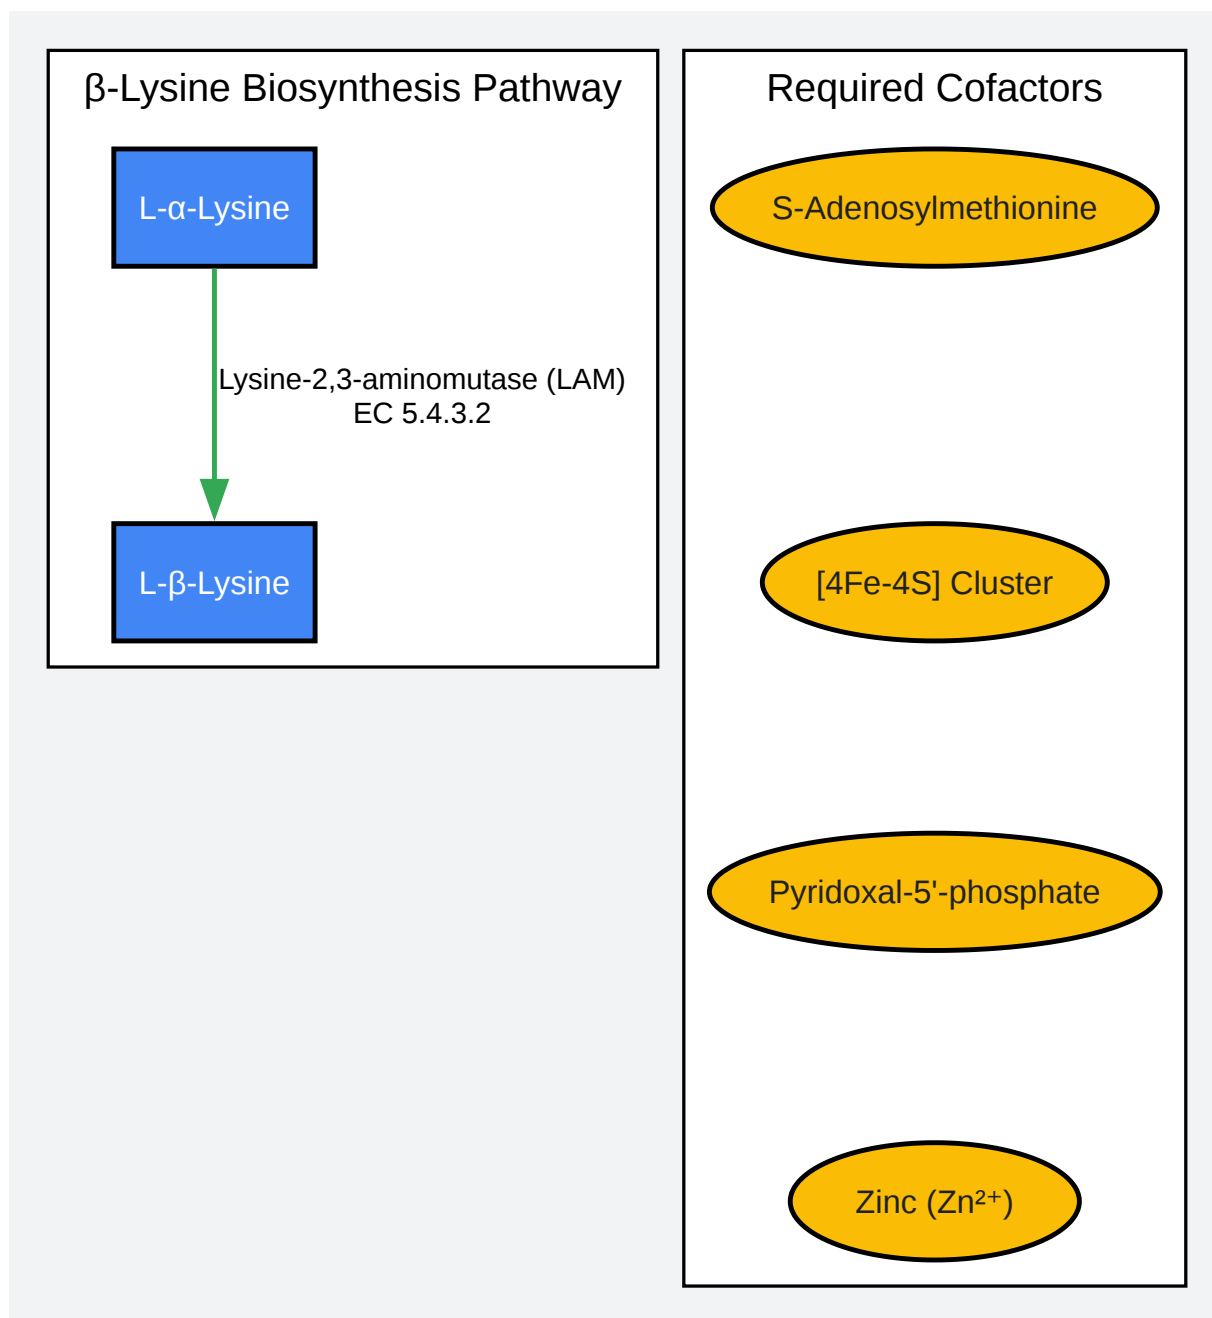 β-Lysine Biosynthesis Pathway
L-α-Lysine
Lysine-2,3-aminomutase (LAM)
EC 5.4.3.2
L-β-Lysine
Required Cofactors
S-Adenosylmethionine
[4Fe-4S] Cluster
Pyridoxal-5'-phosphate
Zinc (Zn²⁺)